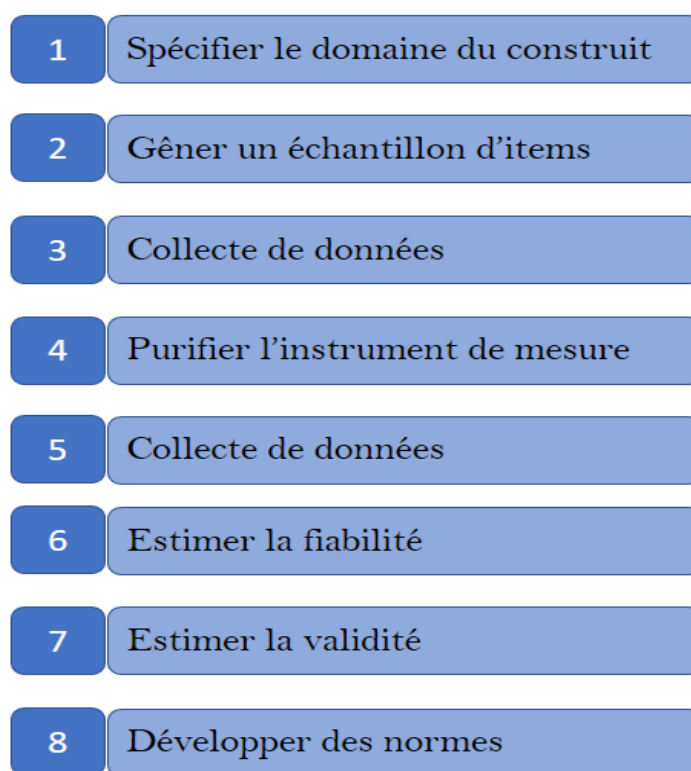 1 Spécifier le domaine du construit
2 Gêner un échantillon d’items
3 Collecte de données
4 Purifier l’instrument de mesure
5 Collecte de données
6 Estimer la fiabilité
7 Estimer la validité
8 Développer des normes